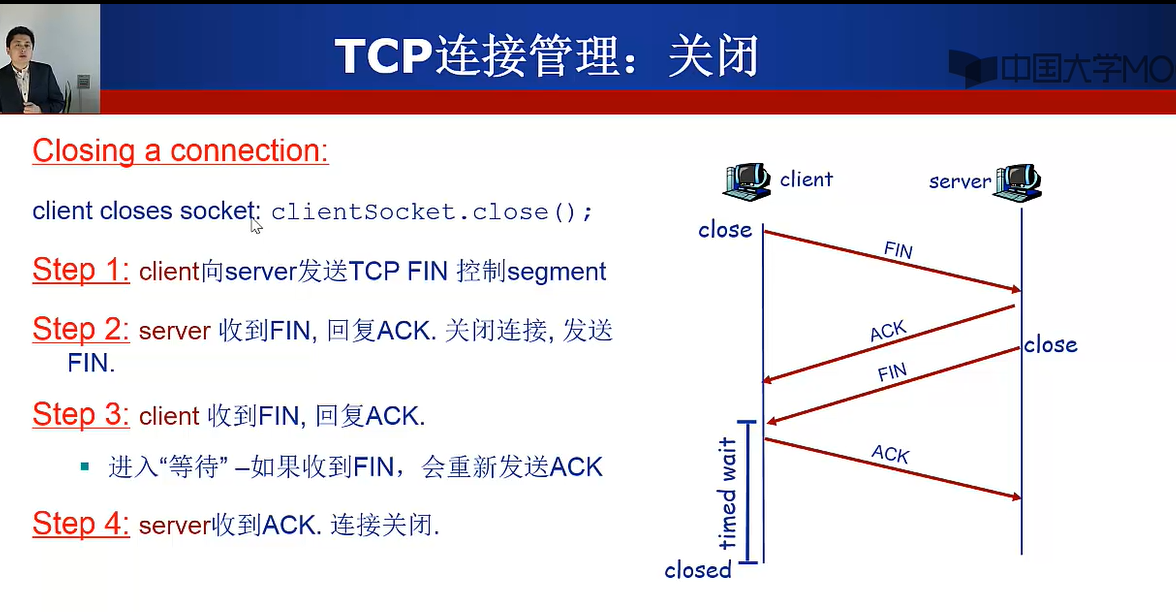 TCP连接管理：关闭
中国大学MO
Closing a connection:
client closes socket: clientSocket.close();
Step 1: client向server发送TCP FIN 控制segment
Step 2: server 收到FIN, 回复ACK. 关闭连接, 发送
FIN.
Step 3: client 收到FIN, 回复ACK.
进入“等待” –如果收到FIN，会重新发送ACK
Step 4: server收到ACK. 连接关闭.
client
server
close
FIN
ACK
close
FIN
ACK
timed wait
closed